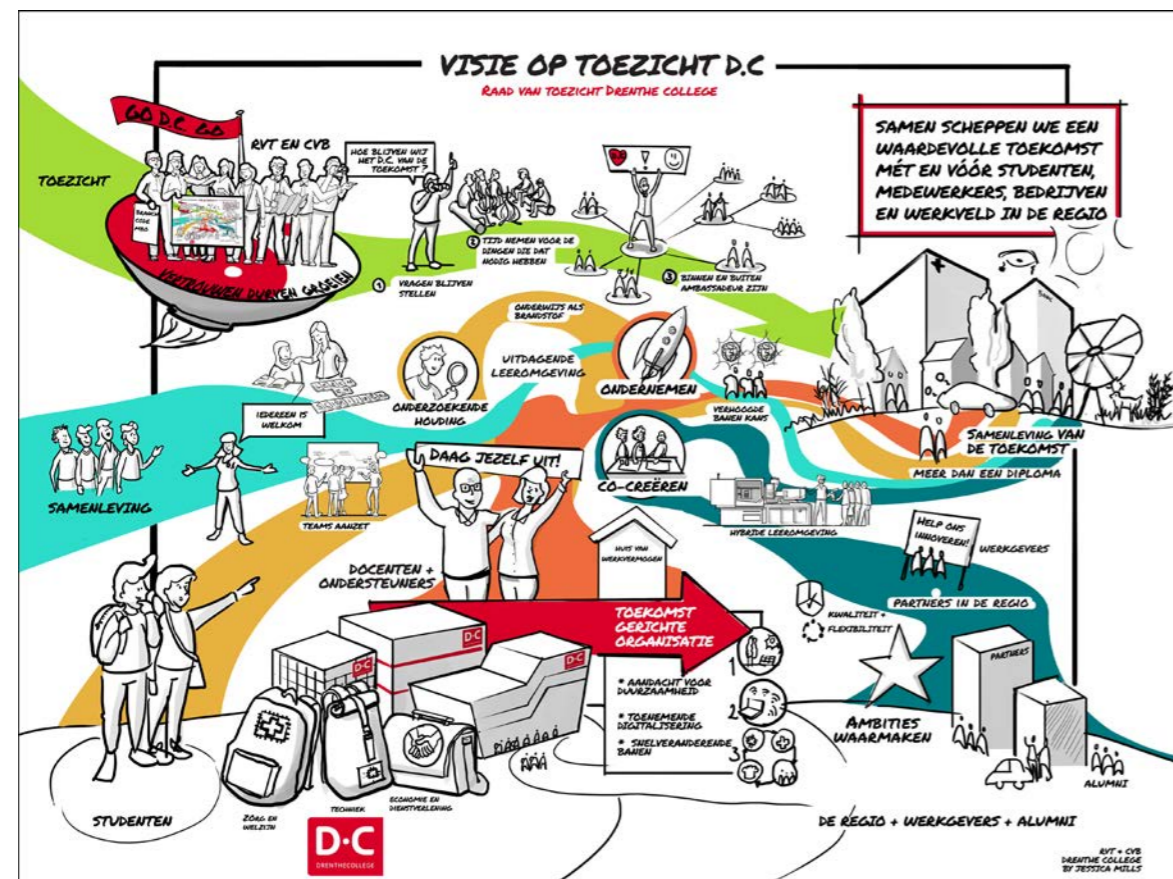 VISIE OP TOEZICHT D.C
RAAD VAN TOEZICHT DRENTHE COLLEGE
SAMEN SCHEPPEN WE EEN
WAARDEVOLLE TOEKOMST
MÉT EN VÓÓR STUDENTEN,
MEDEWERKERS, BEDRIJVEN
EN WERKVELD IN DE REGIO
GO D.C. GO
TOEZICHT
RVT EN CVB
BRANCH
CODE
MBO
VERTROUWEN DURVEN GROEIEN
HOE BLIJVEN WIJ
HET D.C. VAN DE
TOEKOMST?
1 VRAGEN BLIJVEN
STELLEN
2 TIJD NEMEN VOOR DE
DINGEN DIE DAT
NODIG HEBBEN
3 BINNEN EN BUITEN
AMBASSADEUR ZIJN
ONDERWIJS ALS
BRANDSTOF
UITDAGENDE
LEEROMGEVING
ONDERZOEKENDE
HOUDING
ONDERNEMEN
VERHOOGDE
BANEN KANS
SAMENLEVING VAN
DE TOEKOMST
MEER DAN EEN DIPLOMA
IEDEREEN IS
WELKOM
SAMENLEVING
TEAMS AANZET
DAAG JEZELF UIT!
CO-CREËREN
HYBRIDE LEEROMGEVING
HELP ONS
INNOVEREN!
WERKGEVERS
PARTNERS IN DE REGIO
DOCENTEN +
ONDERSTEUNERS
HUIS VAN
WERKVERMOGEN
TOEKOMST
GERICHTE
ORGANISATIE
KWALITEIT +
FLEXIBILITEIT
D·C
D·C
D·C
* AANDACHT VOOR
DUURZAAMHEID
* TOENEMENDE
DIGITALISERING
* SNELVERANDERENDE
BANEN
1
2
3
AMBITIES
WAARMAKEN
PARTNERS
ALUMNI
STUDENTEN
ZORG EN
WELZIJN
TECHNIEK
ECONOMIE EN
DIENSTVERLENING
D·C
DRENTHECOLLEGE
DE REGIO + WERKGEVERS + ALUMNI
RVT + CVB
DRENTHE COLLEGE
BY JESSICA MILLS